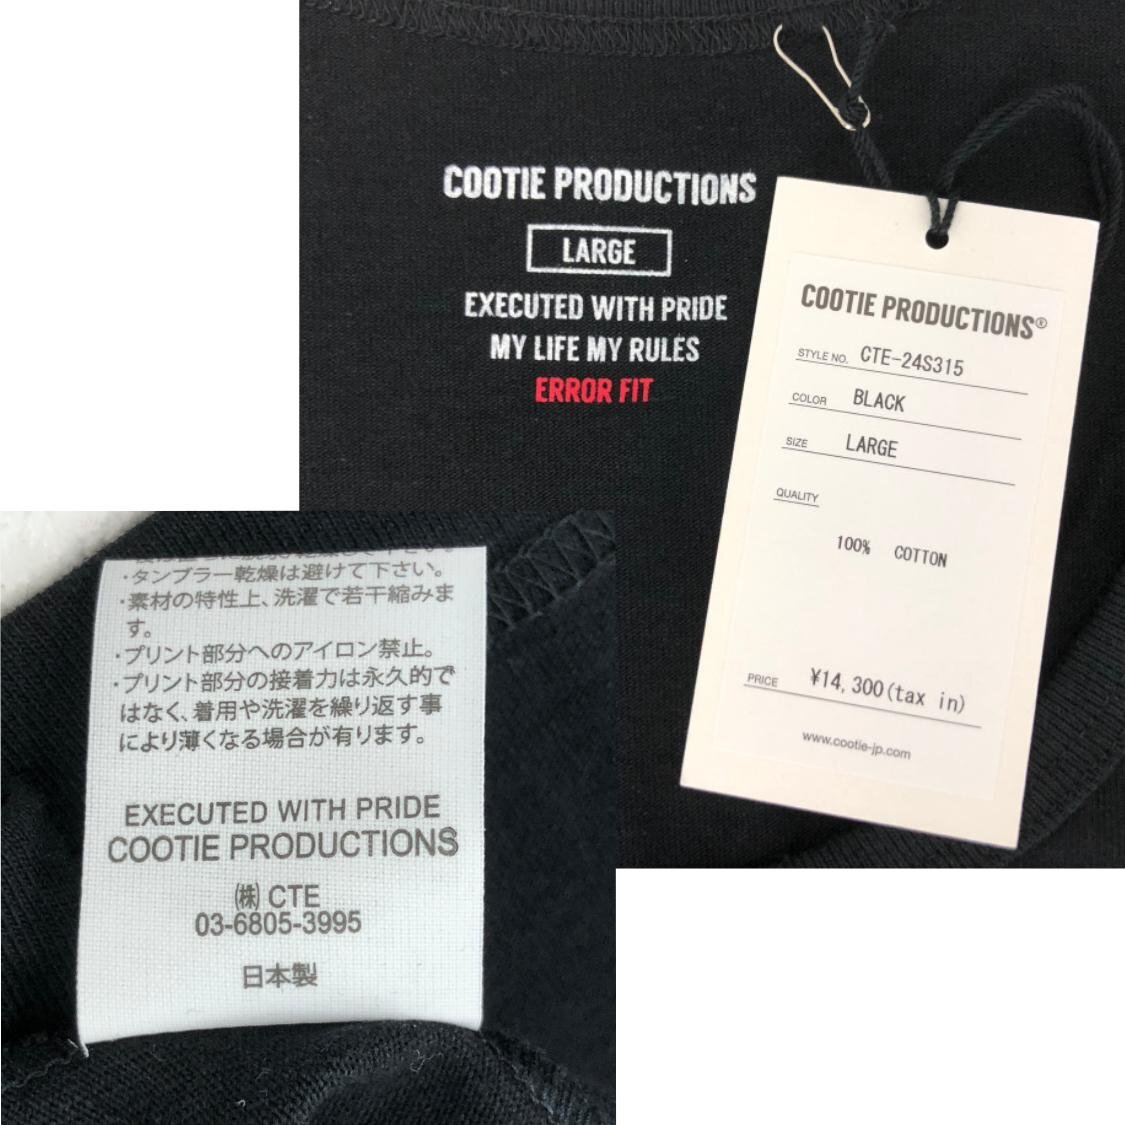 COOTIE PRODUCTIONS
LARGE
EXECUTED WITH PRIDE
MY LIFE MY RULES
ERROR FIT
COOTIE PRODUCTIONS®
STYLE NO. CTE-24S315
COLOR BLACK
SIZE LARGE
QUALITY
100% COTTON
PRICE ¥14,300(tax in)
www.cootie-jp.com
・タンブラー乾燥は避けて下さい。
・素材の特性上、洗濯で若干縮みま
す。
・プリント部分へのアイロン禁止。
・プリント部分の接着力は永久的で
はなく、着用や洗濯を繰り返す事
により薄くなる場合が有ります。
EXECUTED WITH PRIDE
COOTIE PRODUCTIONS
㈱ CTE
03-6805-3995
日本製